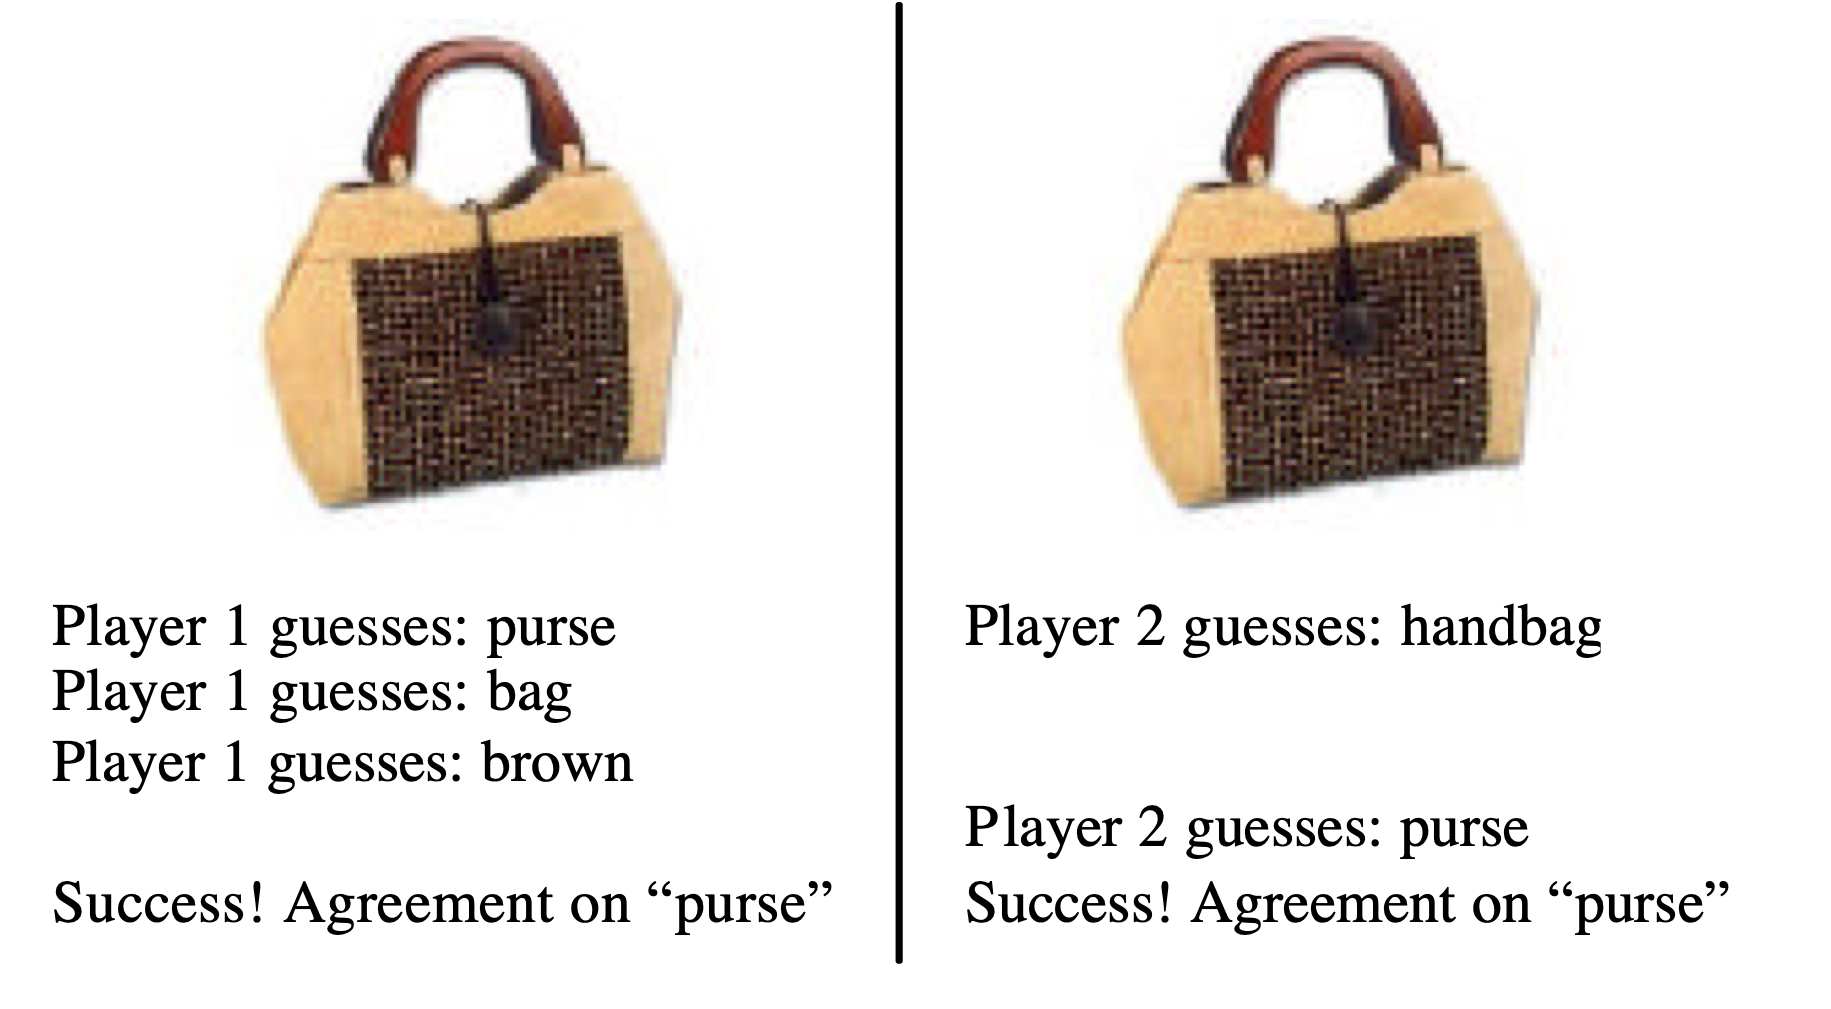 Player 1 guesses: purse
Player 1 guesses: bag
Player 1 guesses: brown
Success! Agreement on “purse”
Player 2 guesses: handbag
Player 2 guesses: purse
Success! Agreement on “purse”